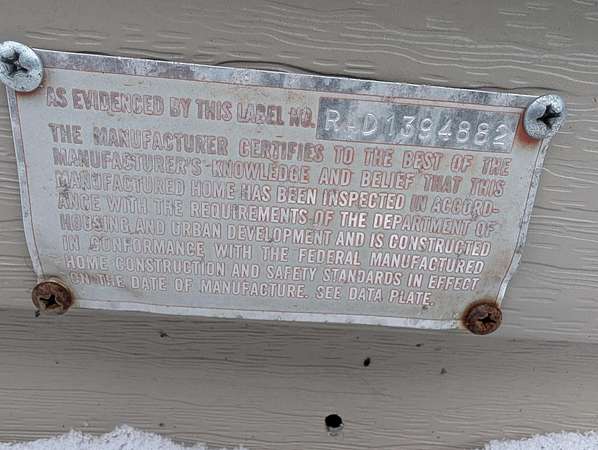 AS EVIDENCED BY THIS LABEL NO. RAD1394882
THE MANUFACTURER CERTIFIES TO THE BEST OF THE
MANUFACTURER'S KNOWLEDGE AND BELIEF THAT THIS
MANUFACTURED HOME HAS BEEN INSPECTED IN ACCORD-
ANCE WITH THE REQUIREMENTS OF THE DEPARTMENT OF
HOUSING AND URBAN DEVELOPMENT AND IS CONSTRUCTED
IN CONFORMANCE WITH THE FEDERAL MANUFACTURED
HOME CONSTRUCTION AND SAFETY STANDARDS IN EFFECT
ON THE DATE OF MANUFACTURE. SEE DATA PLATE.